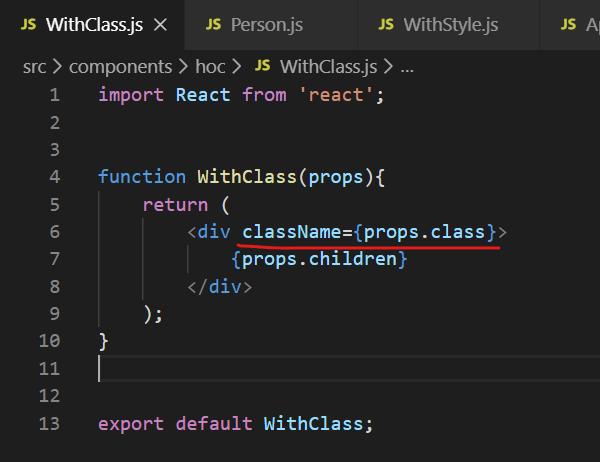 JS WithClass.js × JS Person.js JS WithStyle.js JS Ap
src > components > hoc > JS WithClass.js > ...
1 import React from 'react';
2
3
4 function WithClass(props){
5 return (
6 <div className={props.class}>
7 {props.children}
8 </div>
9 );
10 }
11
12
13 export default WithClass;